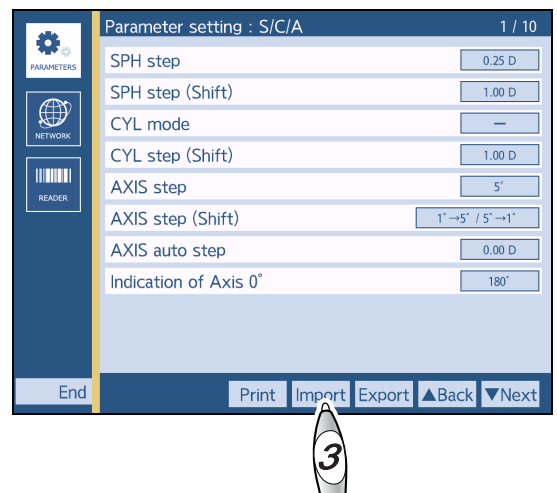 Parameter setting : S/C/A 1 / 10
PARAMETERS
SPH step 0.25 D
SPH step (Shift) 1.00 D
NETWORK
CYL mode —
CYL step (Shift) 1.00 D
READER
AXIS step 5°
AXIS step (Shift) 1°→5° / 5°→1°
AXIS auto step 0.00 D
Indication of Axis 0° 180°
End Print Import Export ▲Back ▼Next
3